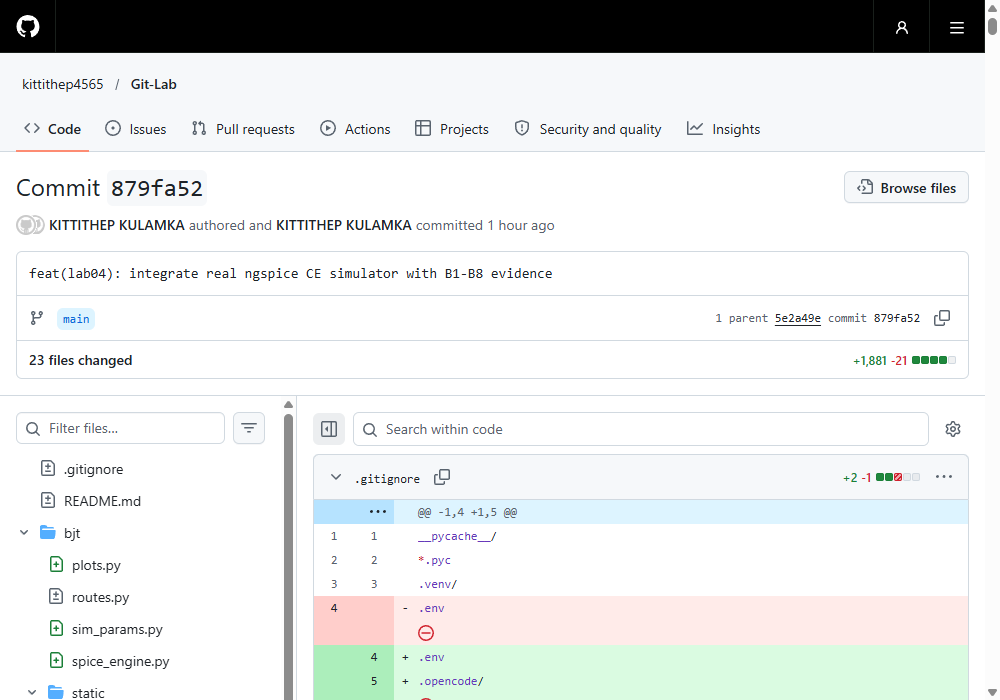 kittithep4565 / Git-Lab
Code Issues Pull requests Actions Projects Security and quality Insights
Commit 879fa52
Browse files
KITTITHEP KULAMKA authored and KITTITHEP KULAMKA committed 1 hour ago
feat(lab04): integrate real ngspice CE simulator with B1-B8 evidence
main
1 parent 5e2a49e commit 879fa52
23 files changed
+1,881 -21
Filter files...
.gitignore
README.md
bjt
plots.py
routes.py
sim_params.py
spice_engine.py
static
Search within code
.gitignore
+2 -1
@@ -1,4 +1,5 @@
1 1 __pycache__/
2 2 *.pyc
3 3 .venv/
4 - .env
4 + .env
5 + .opencode/